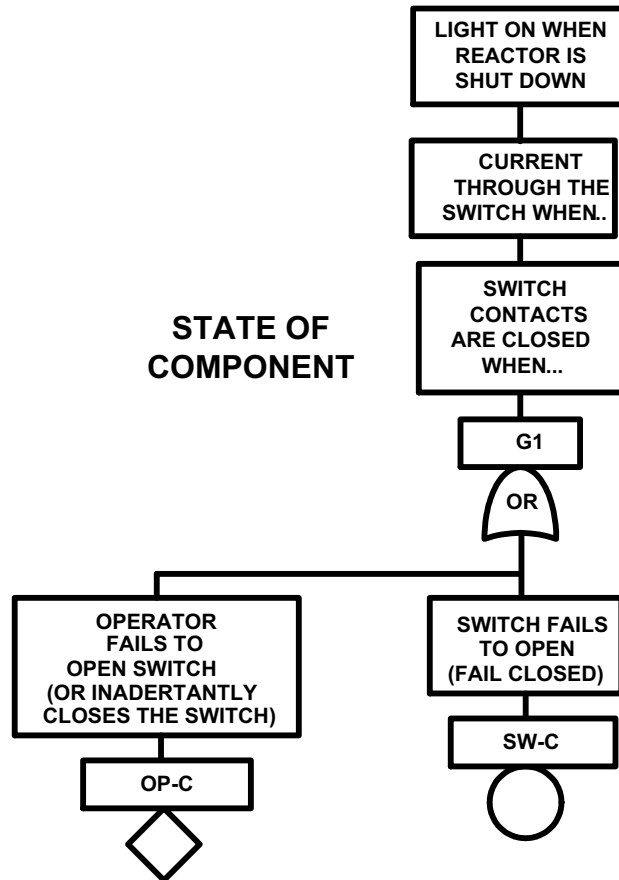 LIGHT ON WHEN
REACTOR IS
SHUT DOWN
CURRENT
THROUGH THE
SWITCH WHEN..
SWITCH
CONTACTS
ARE CLOSED
WHEN...
STATE OF
COMPONENT
G1
OR
OPERATOR
FAILS TO
OPEN SWITCH
(OR INADERTANTLY
CLOSES THE SWITCH)
SWITCH FAILS
TO OPEN
(FAIL CLOSED)
OP-C
SW-C